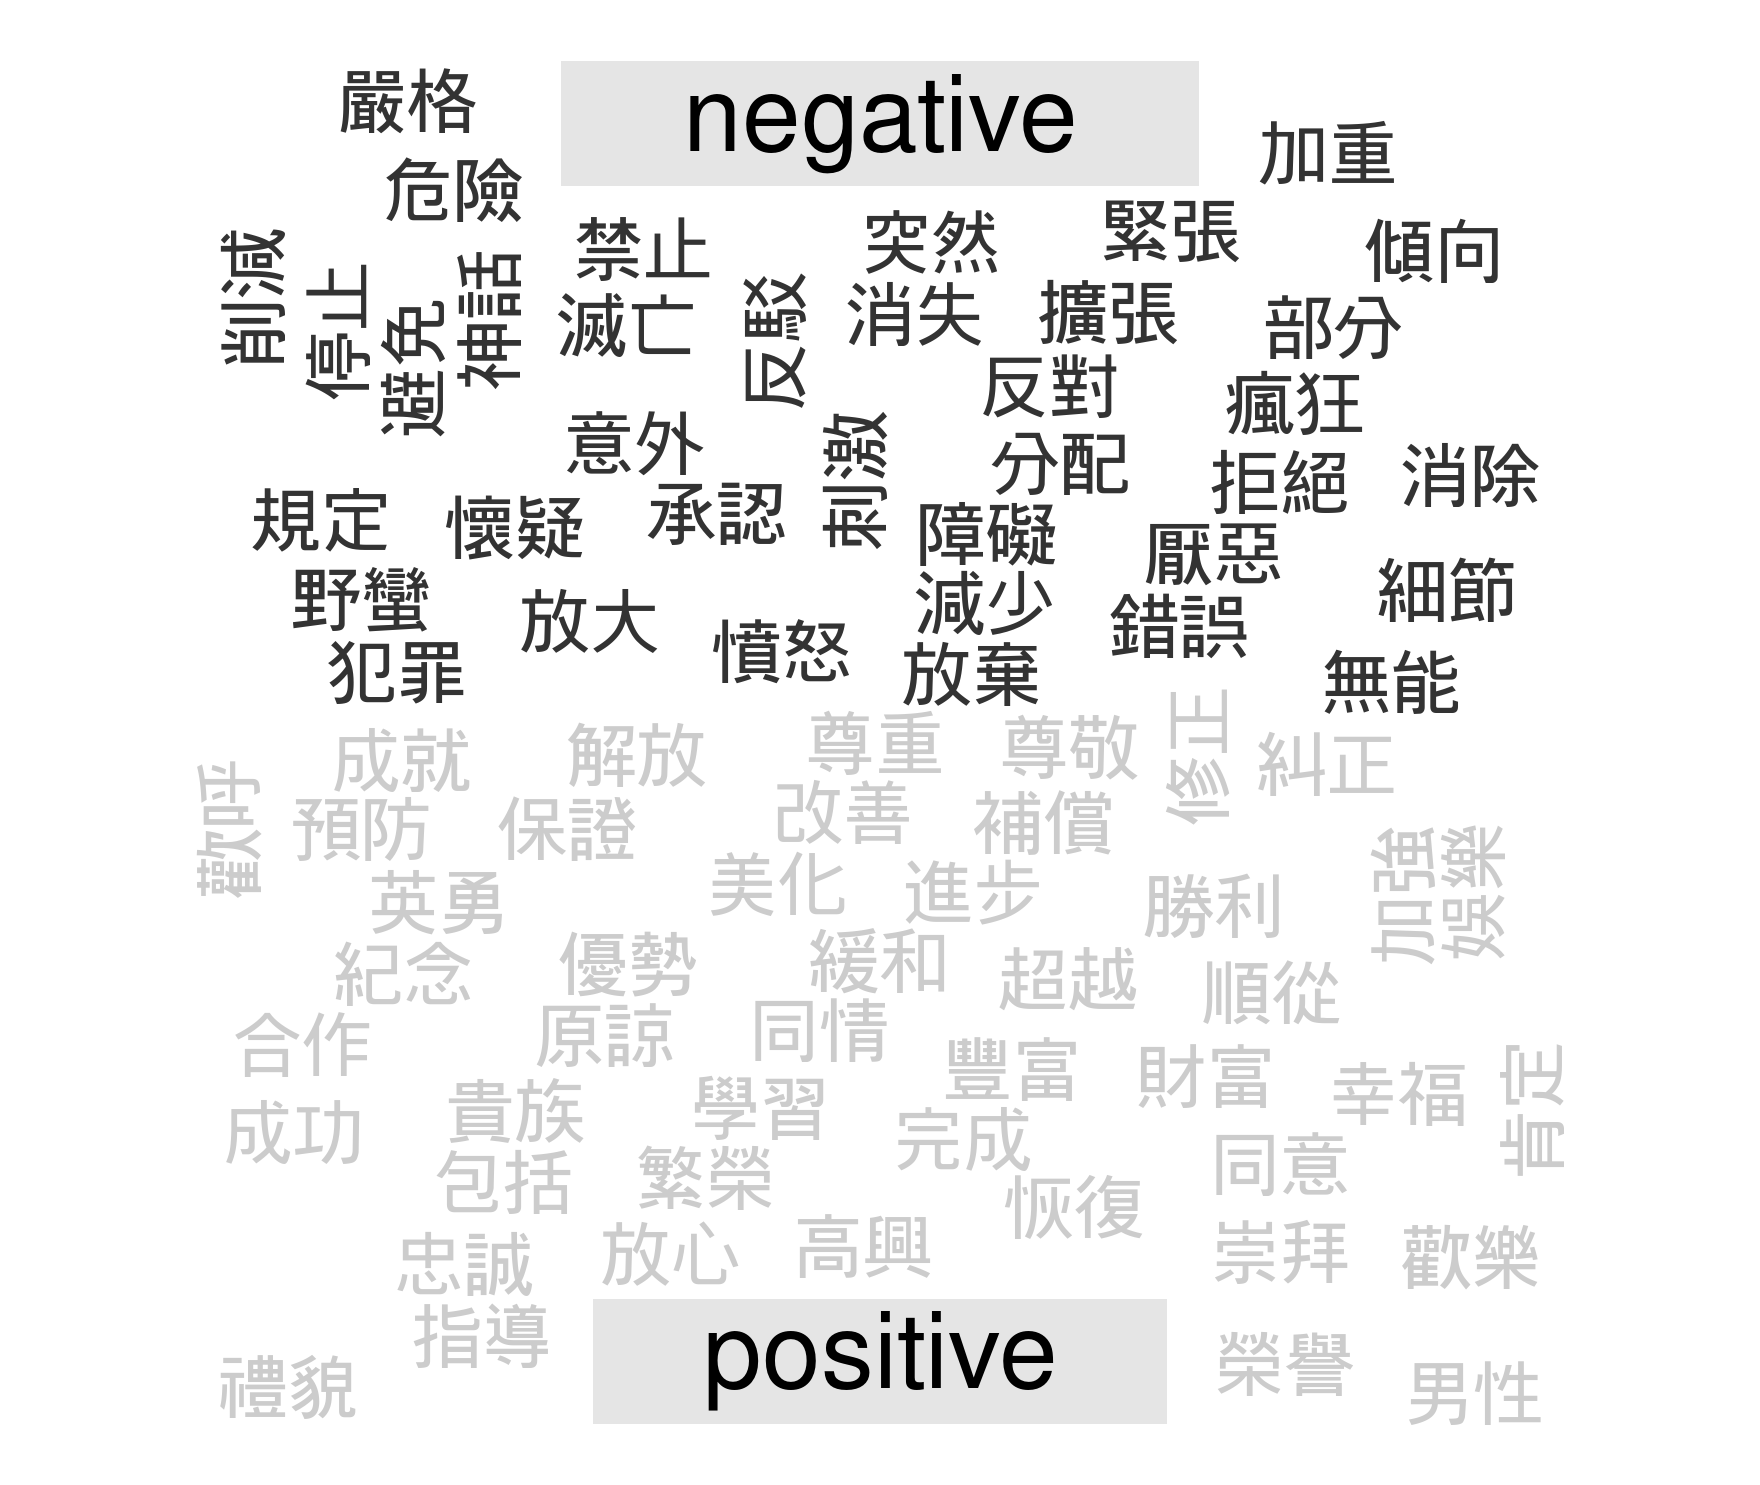 negative
嚴格
加重
危險
禁止
突然
緊張
傾向
削減
停止
避免
神話
滅亡
反駁
消失
擴張
部分
反對
瘋狂
意外
刺激
分配
拒絕
消除
規定
懷疑
承認
障礙
厭惡
細節
野蠻
放大
減少
錯誤
憤怒
犯罪
放棄
無能
成就
解放
尊重
尊敬
修正
糾正
歡呼
預防
保證
改善
補償
加強
娛樂
英勇
美化
進步
勝利
紀念
優勢
緩和
超越
順從
合作
原諒
同情
豐富
財富
幸福
肯定
成功
貴族
學習
完成
同意
包括
繁榮
恢復
忠誠
放心
高興
崇拜
歡樂
指導
positive
榮譽
禮貌
男性